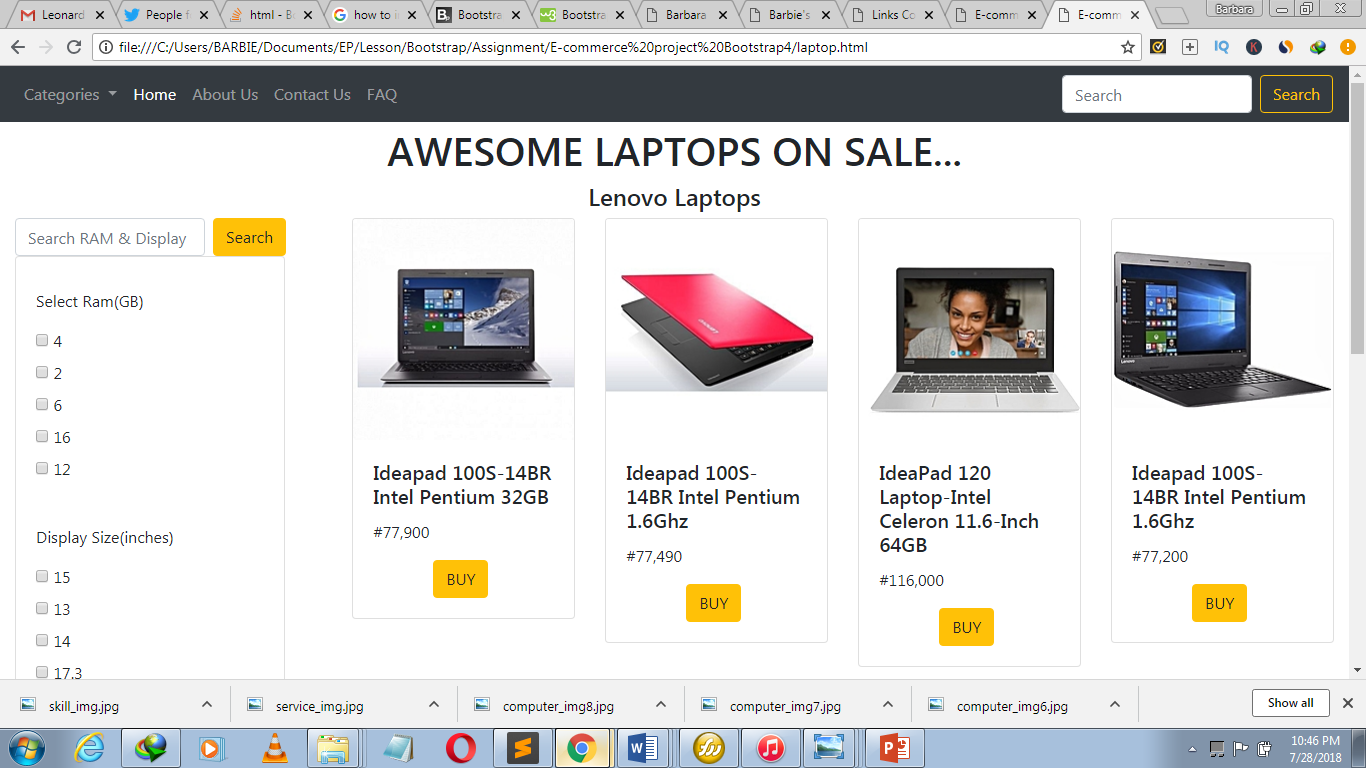 Leonard
People f
html - Bo
how to i
Bootstra
Bootstra
Barbara
Barbie's
Links Co
E-comm
E-comm
Barbara
file:///C:/Users/BARBIE/Documents/EP/Lesson/Bootstrap/Assignment/E-commerce%20project%20Bootstrap4/laptop.html
Categories Home About Us Contact Us FAQ Search Search
AWESOME LAPTOPS ON SALE...
Lenovo Laptops
Search RAM & Display Search
Select Ram(GB)
4
2
6
16
12
Display Size(inches)
15
13
14
17.3
Ideapad 100S-14BR
Intel Pentium 32GB
#77,900
BUY
Ideapad 100S-
14BR Intel Pentium
1.6Ghz
#77,490
BUY
IdeaPad 120
Laptop-Intel
Celeron 11.6-Inch
64GB
#116,000
BUY
Ideapad 100S-
14BR Intel Pentium
1.6Ghz
#77,200
BUY
skill_img.jpg
service_img.jpg
computer_img8.jpg
computer_img7.jpg
computer_img6.jpg
Show all
10:46 PM
7/28/2018